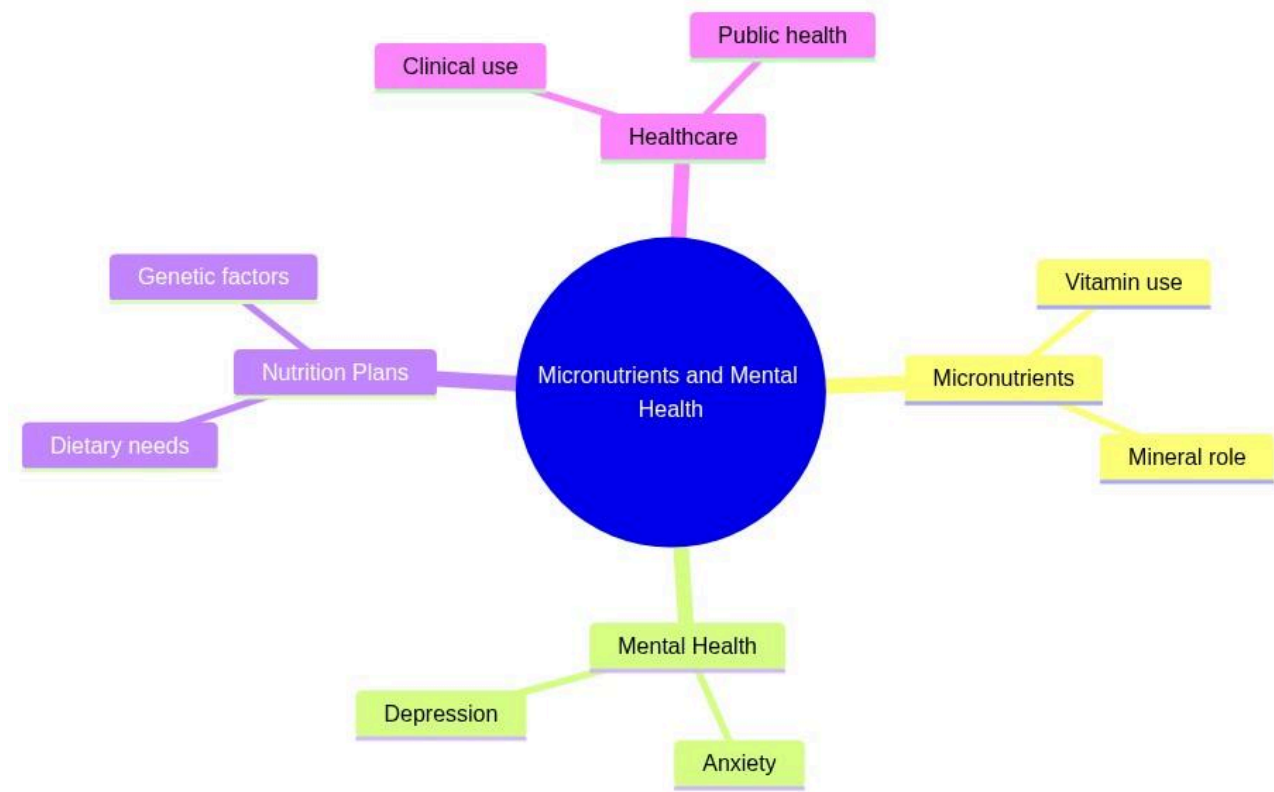 Public health
Clinical use
Healthcare
Genetic factors
Vitamin use
Nutrition Plans
Micronutrients and Mental
Health
Micronutrients
Dietary needs
Mineral role
Mental Health
Depression
Anxiety